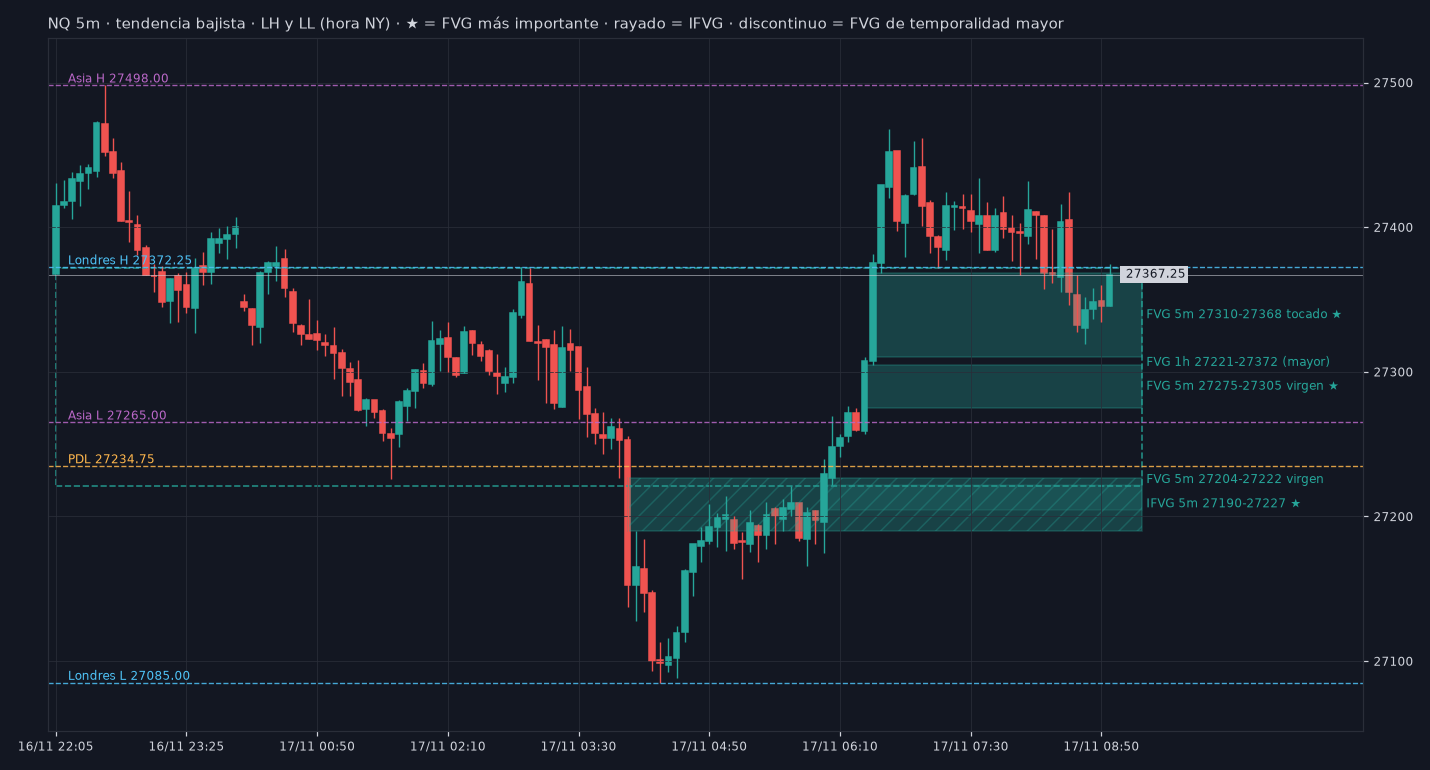 NQ 5m · tendencia bajista · LH y LL (hora NY) · ★ = FVG más importante · rayado = IFVG · discontinuo = FVG de temporalidad mayor
Asia H 27498.00
27500
27400
Londres H 27372.25
27367.25
FVG 5m 27310-27368 tocado ★
FVG 1h 27221-27372 (mayor)
27300
FVG 5m 27275-27305 virgen ★
Asia L 27265.00
PDL 27234.75
FVG 5m 27204-27222 virgen
IFVG 5m 27190-27227 ★
27200
27100
Londres L 27085.00
16/11 22:05 16/11 23:25 17/11 00:50 17/11 02:10 17/11 03:30 17/11 04:50 17/11 06:10 17/11 07:30 17/11 08:50